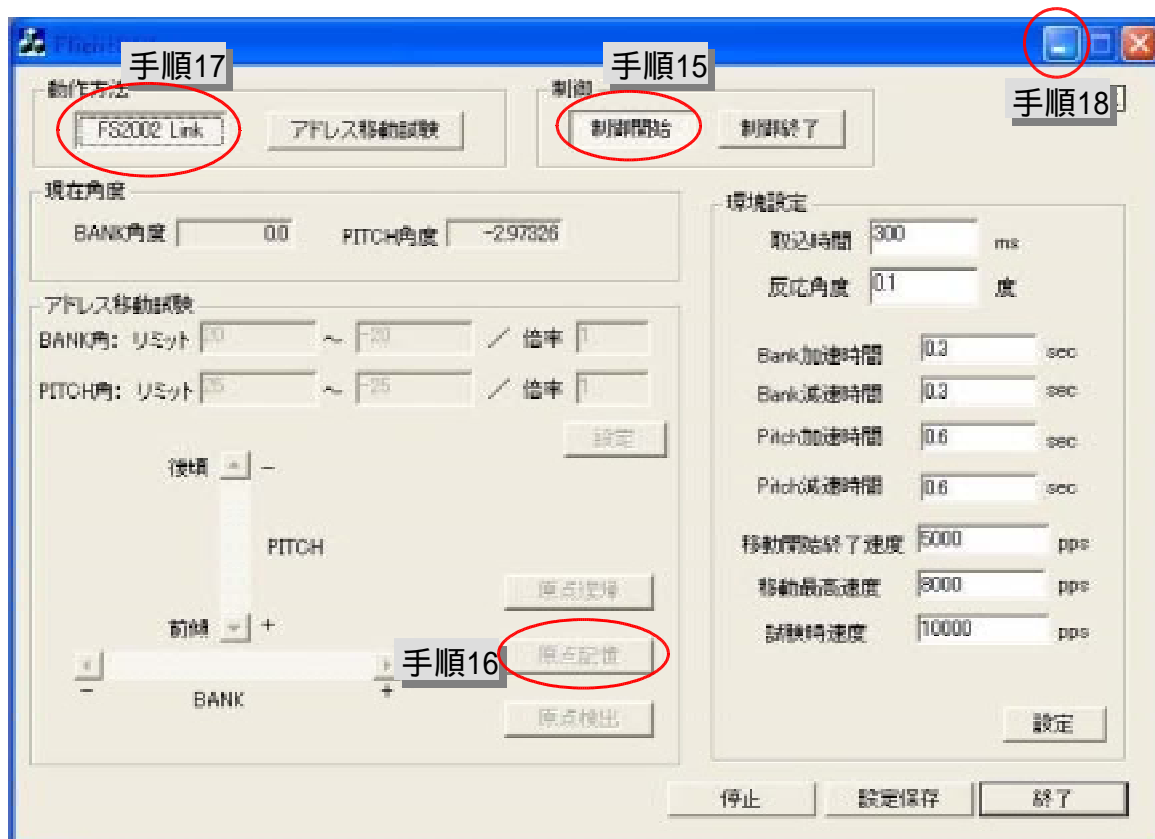 手順17
手順15
手順18
動作方法
FS2002 Link
アドレス移動試験
制御
制御開始
制御終了
現在角度
BANK角度 0.0 PITCH角度 -2.97326
アドレス移動試験
BANK角: リミット 20 ～ -20 / 倍率 1
PITCH角: リミット ～ -25 / 倍率 1
設定
後傾 -
PITCH
前傾 +
原点復帰
手順16
原点記憶
- BANK +
原点検出
環境設定
取込時間 300 ms
反応角度 0.1 度
Bank加速時間 0.3 sec
Bank減速時間 0.3 sec
Pitch加速時間 0.6 sec
Pitch減速時間 0.6 sec
移動開始終了速度 5000 pps
移動最高速度 8000 pps
試験時速度 10000 pps
設定
停止
設定保存
終了